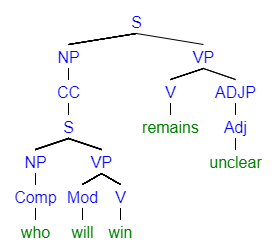 S
NP VP
CC V ADJP
S remains Adj
NP VP unclear
Comp Mod V
who will win